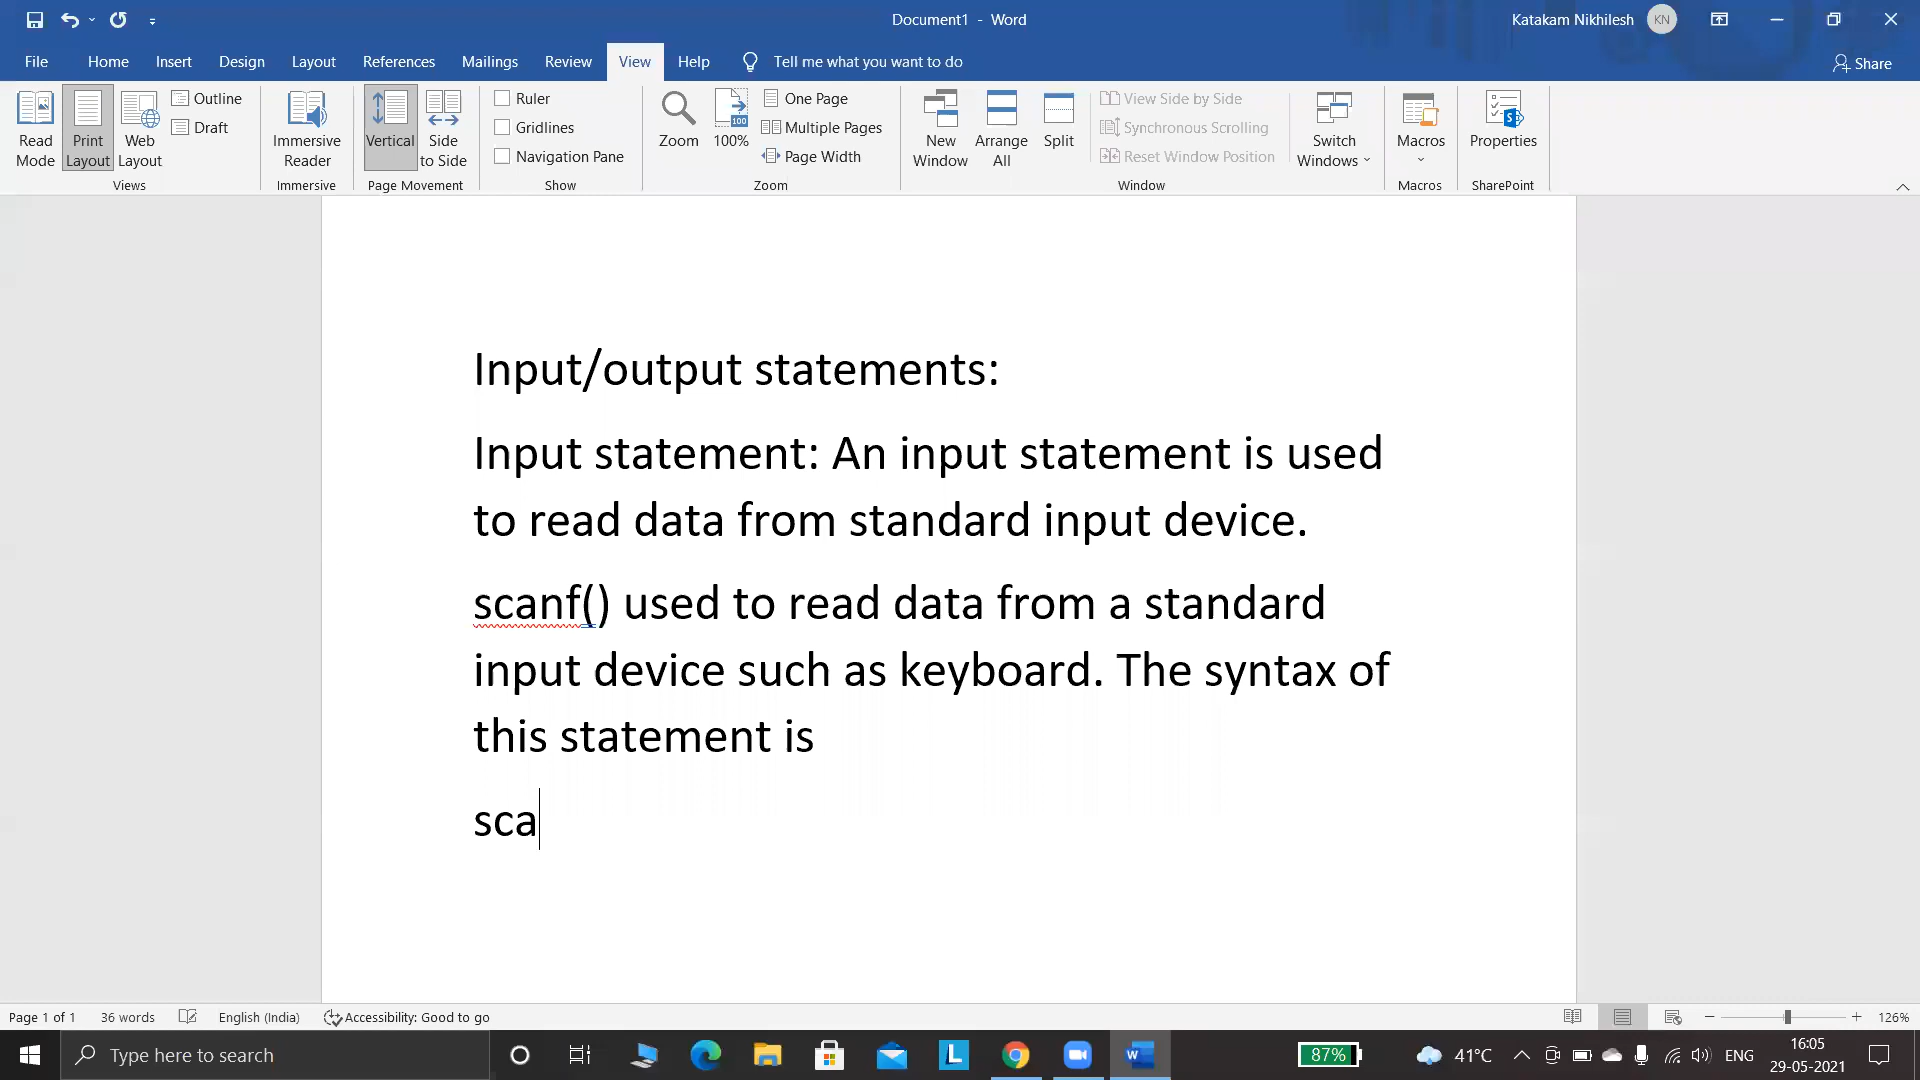 Document1 - Word
Katakam Nikhilesh
KN
File Home Insert Design Layout References Mailings Review View Help Tell me what you want to do
Share
Read Mode
Print Layout
Web Layout
Outline
Draft
Views
Immersive Reader
Immersive
Vertical
Side to Side
Page Movement
Ruler
Gridlines
Navigation Pane
Show
Zoom
100
100%
One Page
Multiple Pages
Page Width
Zoom
New Window
Arrange All
Split
View Side by Side
Synchronous Scrolling
Reset Window Position
Window
Switch Windows
Macros
Macros
Properties
SharePoint
Input/output statements:
Input statement: An input statement is used
to read data from standard input device.
scanf() used to read data from a standard
input device such as keyboard. The syntax of
this statement is
sca
Page 1 of 1 36 words English (India) Accessibility: Good to go
126%
Type here to search
L
W
87%
41°C
ENG
16:05
29-05-2021